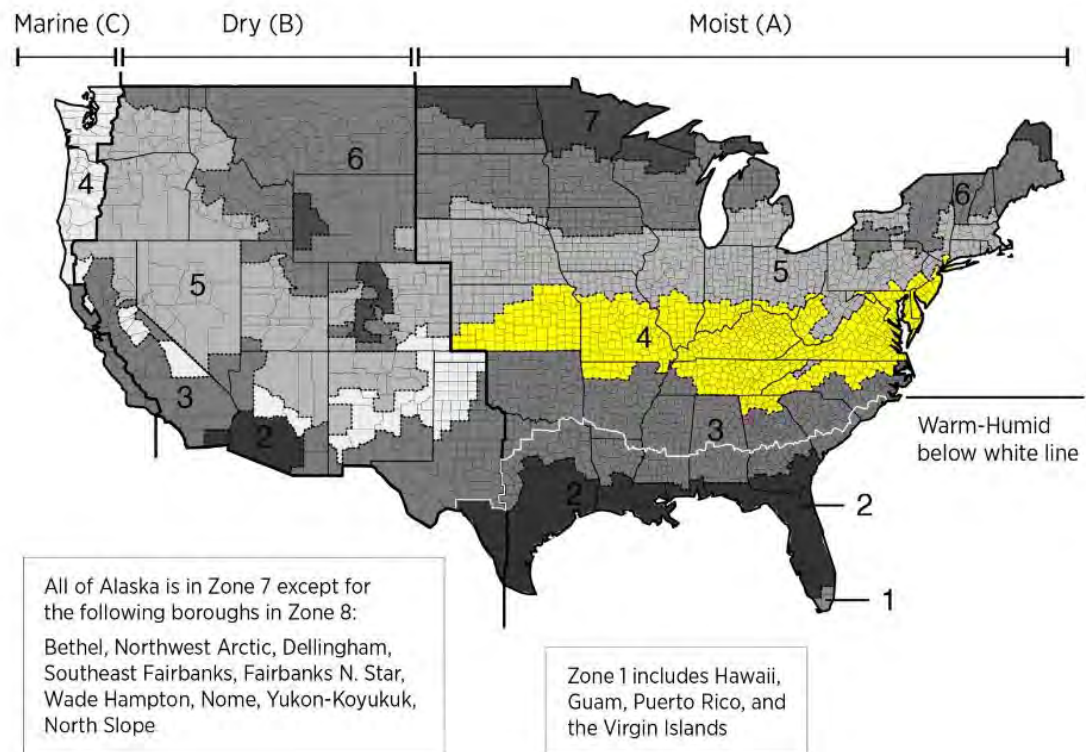 Marine (C)
Dry (B)
Moist (A)
7
6
4
6
5
5
4
3
3
2
Warm-Humid
below white line
2
2
1
All of Alaska is in Zone 7 except for
the following boroughs in Zone 8:
Bethel, Northwest Arctic, Dellingham,
Southeast Fairbanks, Fairbanks N. Star,
Wade Hampton, Nome, Yukon-Koyukuk,
North Slope
Zone 1 includes Hawaii,
Guam, Puerto Rico, and
the Virgin Islands